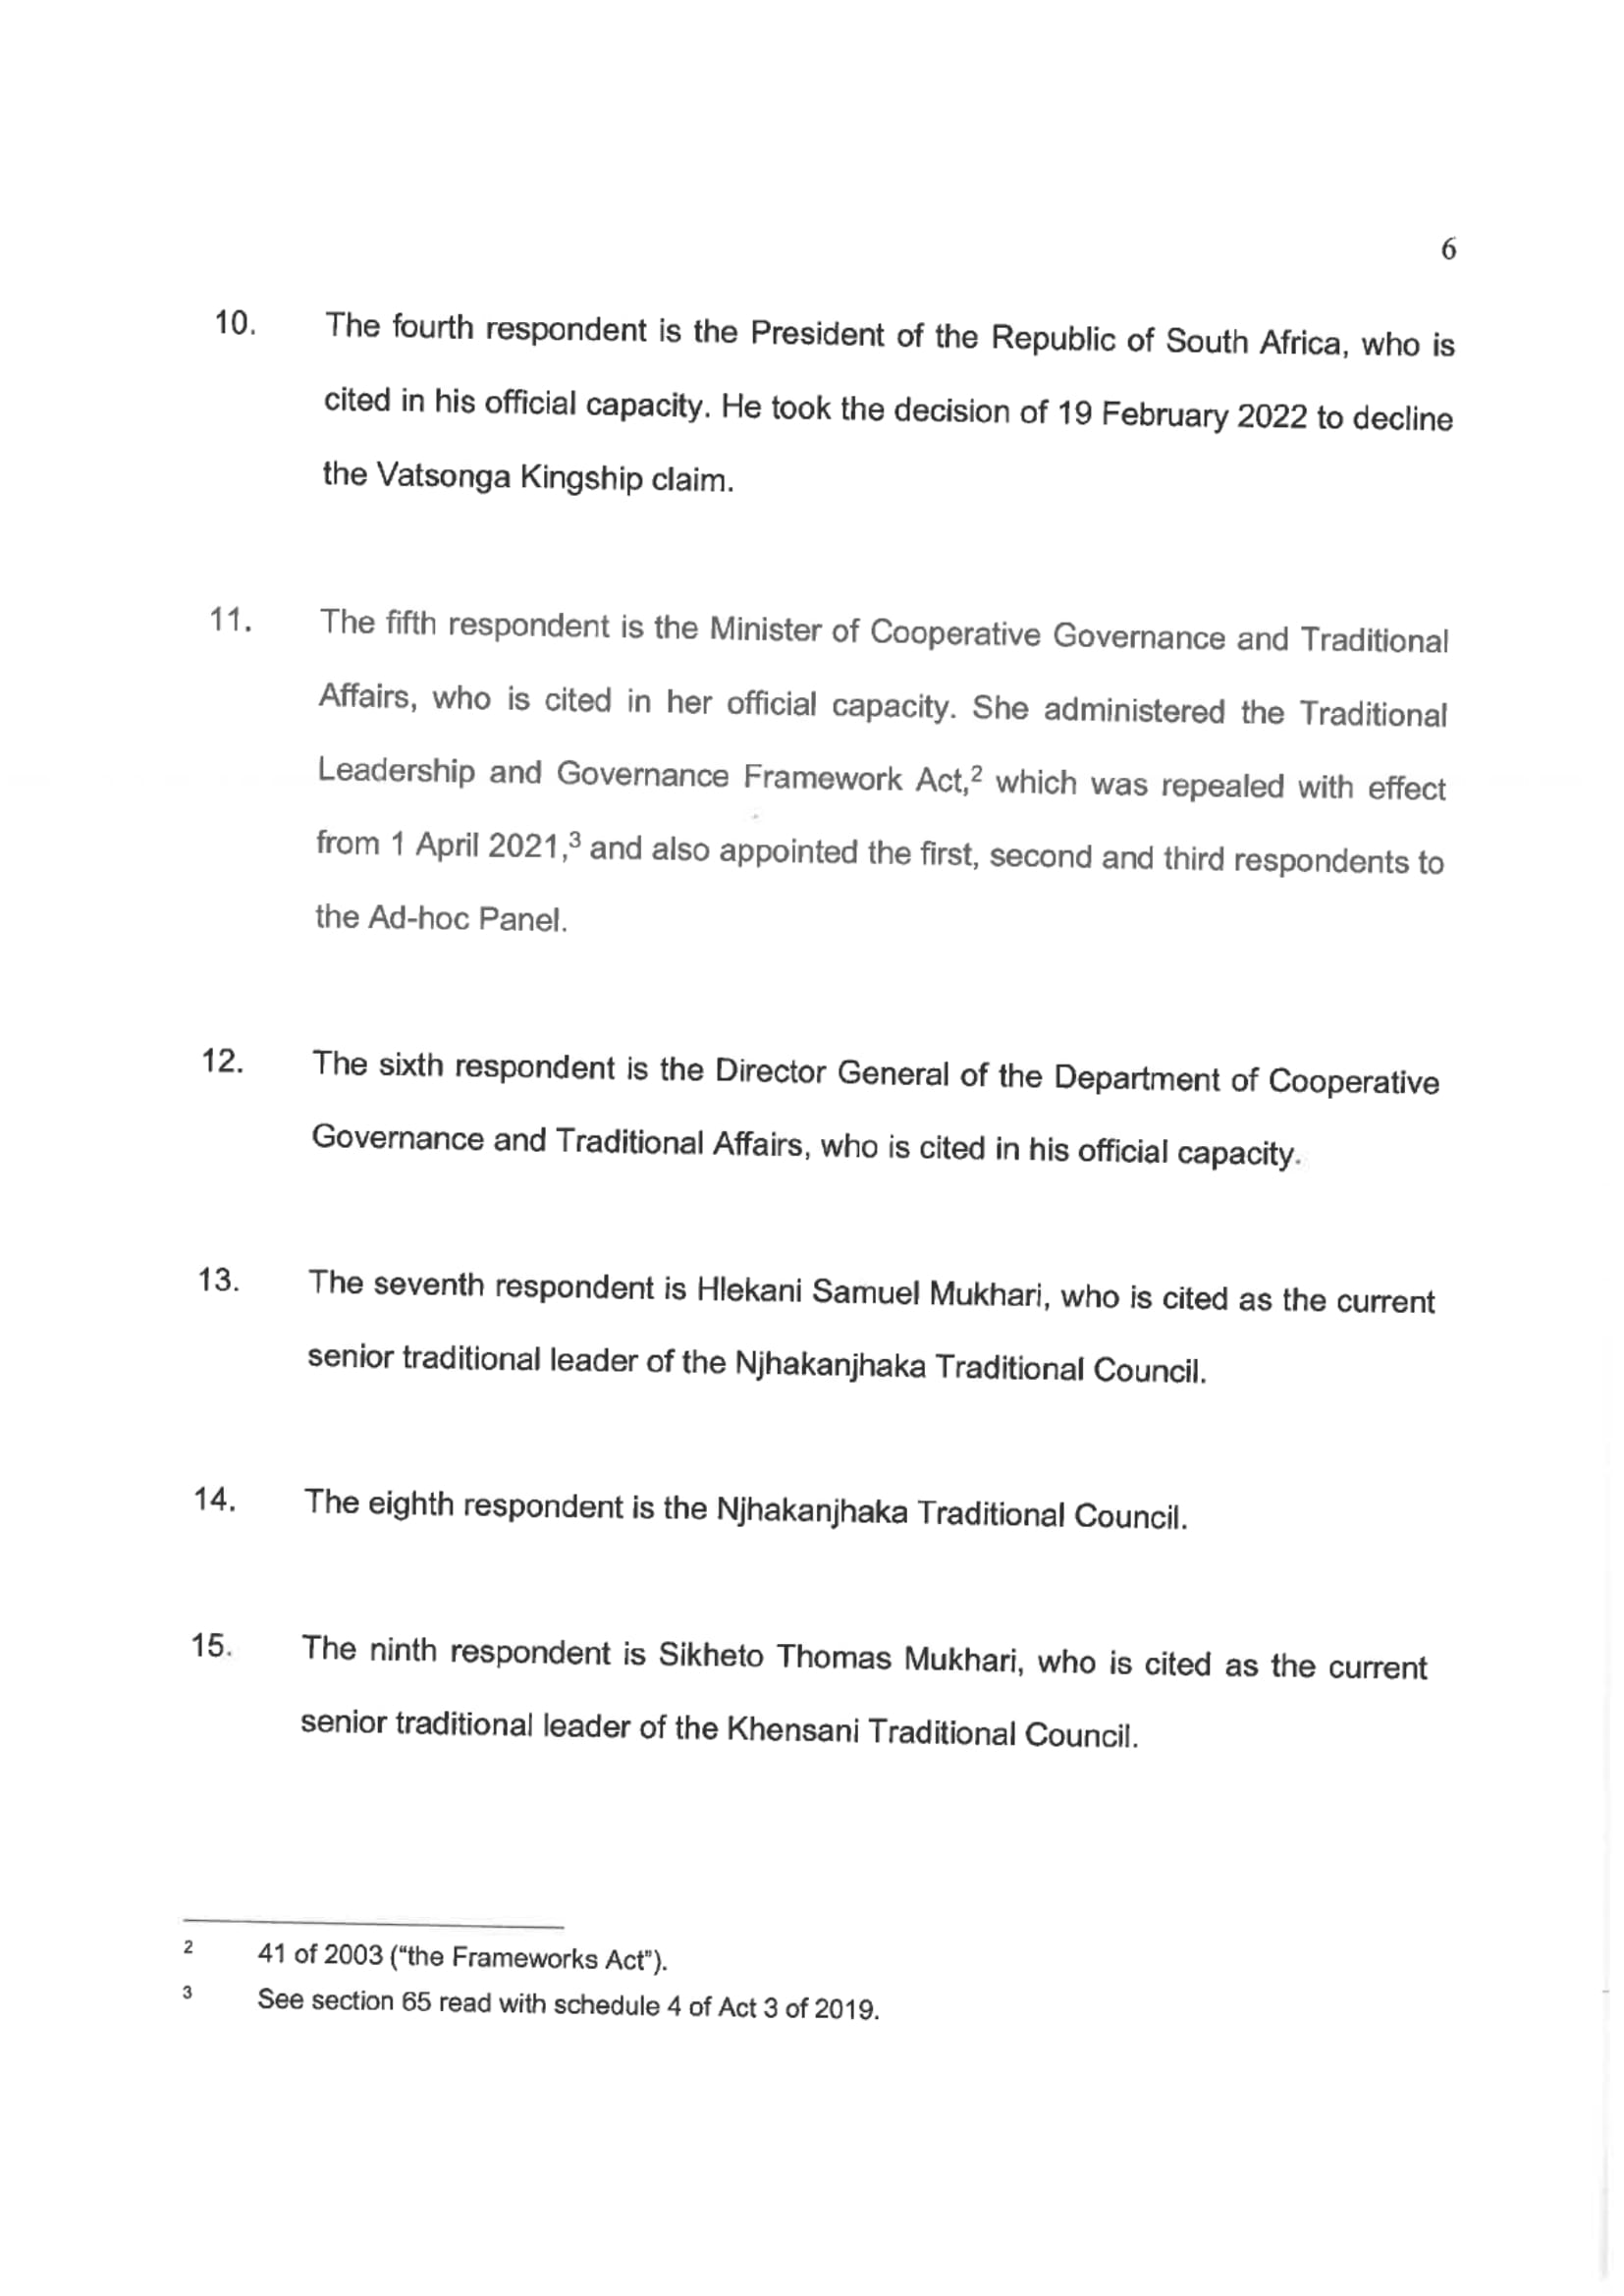 6
10. The fourth respondent is the President of the Republic of South Africa, who is
cited in his official capacity. He took the decision of 19 February 2022 to decline
the Vatsonga Kingship claim.
11. The fifth respondent is the Minister of Cooperative Governance and Traditional
Affairs, who is cited in her official capacity. She administered the Traditional
Leadership and Governance Framework Act,² which was repealed with effect
from 1 April 2021,³ and also appointed the first, second and third respondents to
the Ad-hoc Panel.
12. The sixth respondent is the Director General of the Department of Cooperative
Governance and Traditional Affairs, who is cited in his official capacity.
13. The seventh respondent is Hlekani Samuel Mukhari, who is cited as the current
senior traditional leader of the Njhakanjhaka Traditional Council.
14. The eighth respondent is the Njhakanjhaka Traditional Council.
15. The ninth respondent is Sikheto Thomas Mukhari, who is cited as the current
senior traditional leader of the Khensani Traditional Council.
2 41 of 2003 (“the Frameworks Act”).
3 See section 65 read with schedule 4 of Act 3 of 2019.